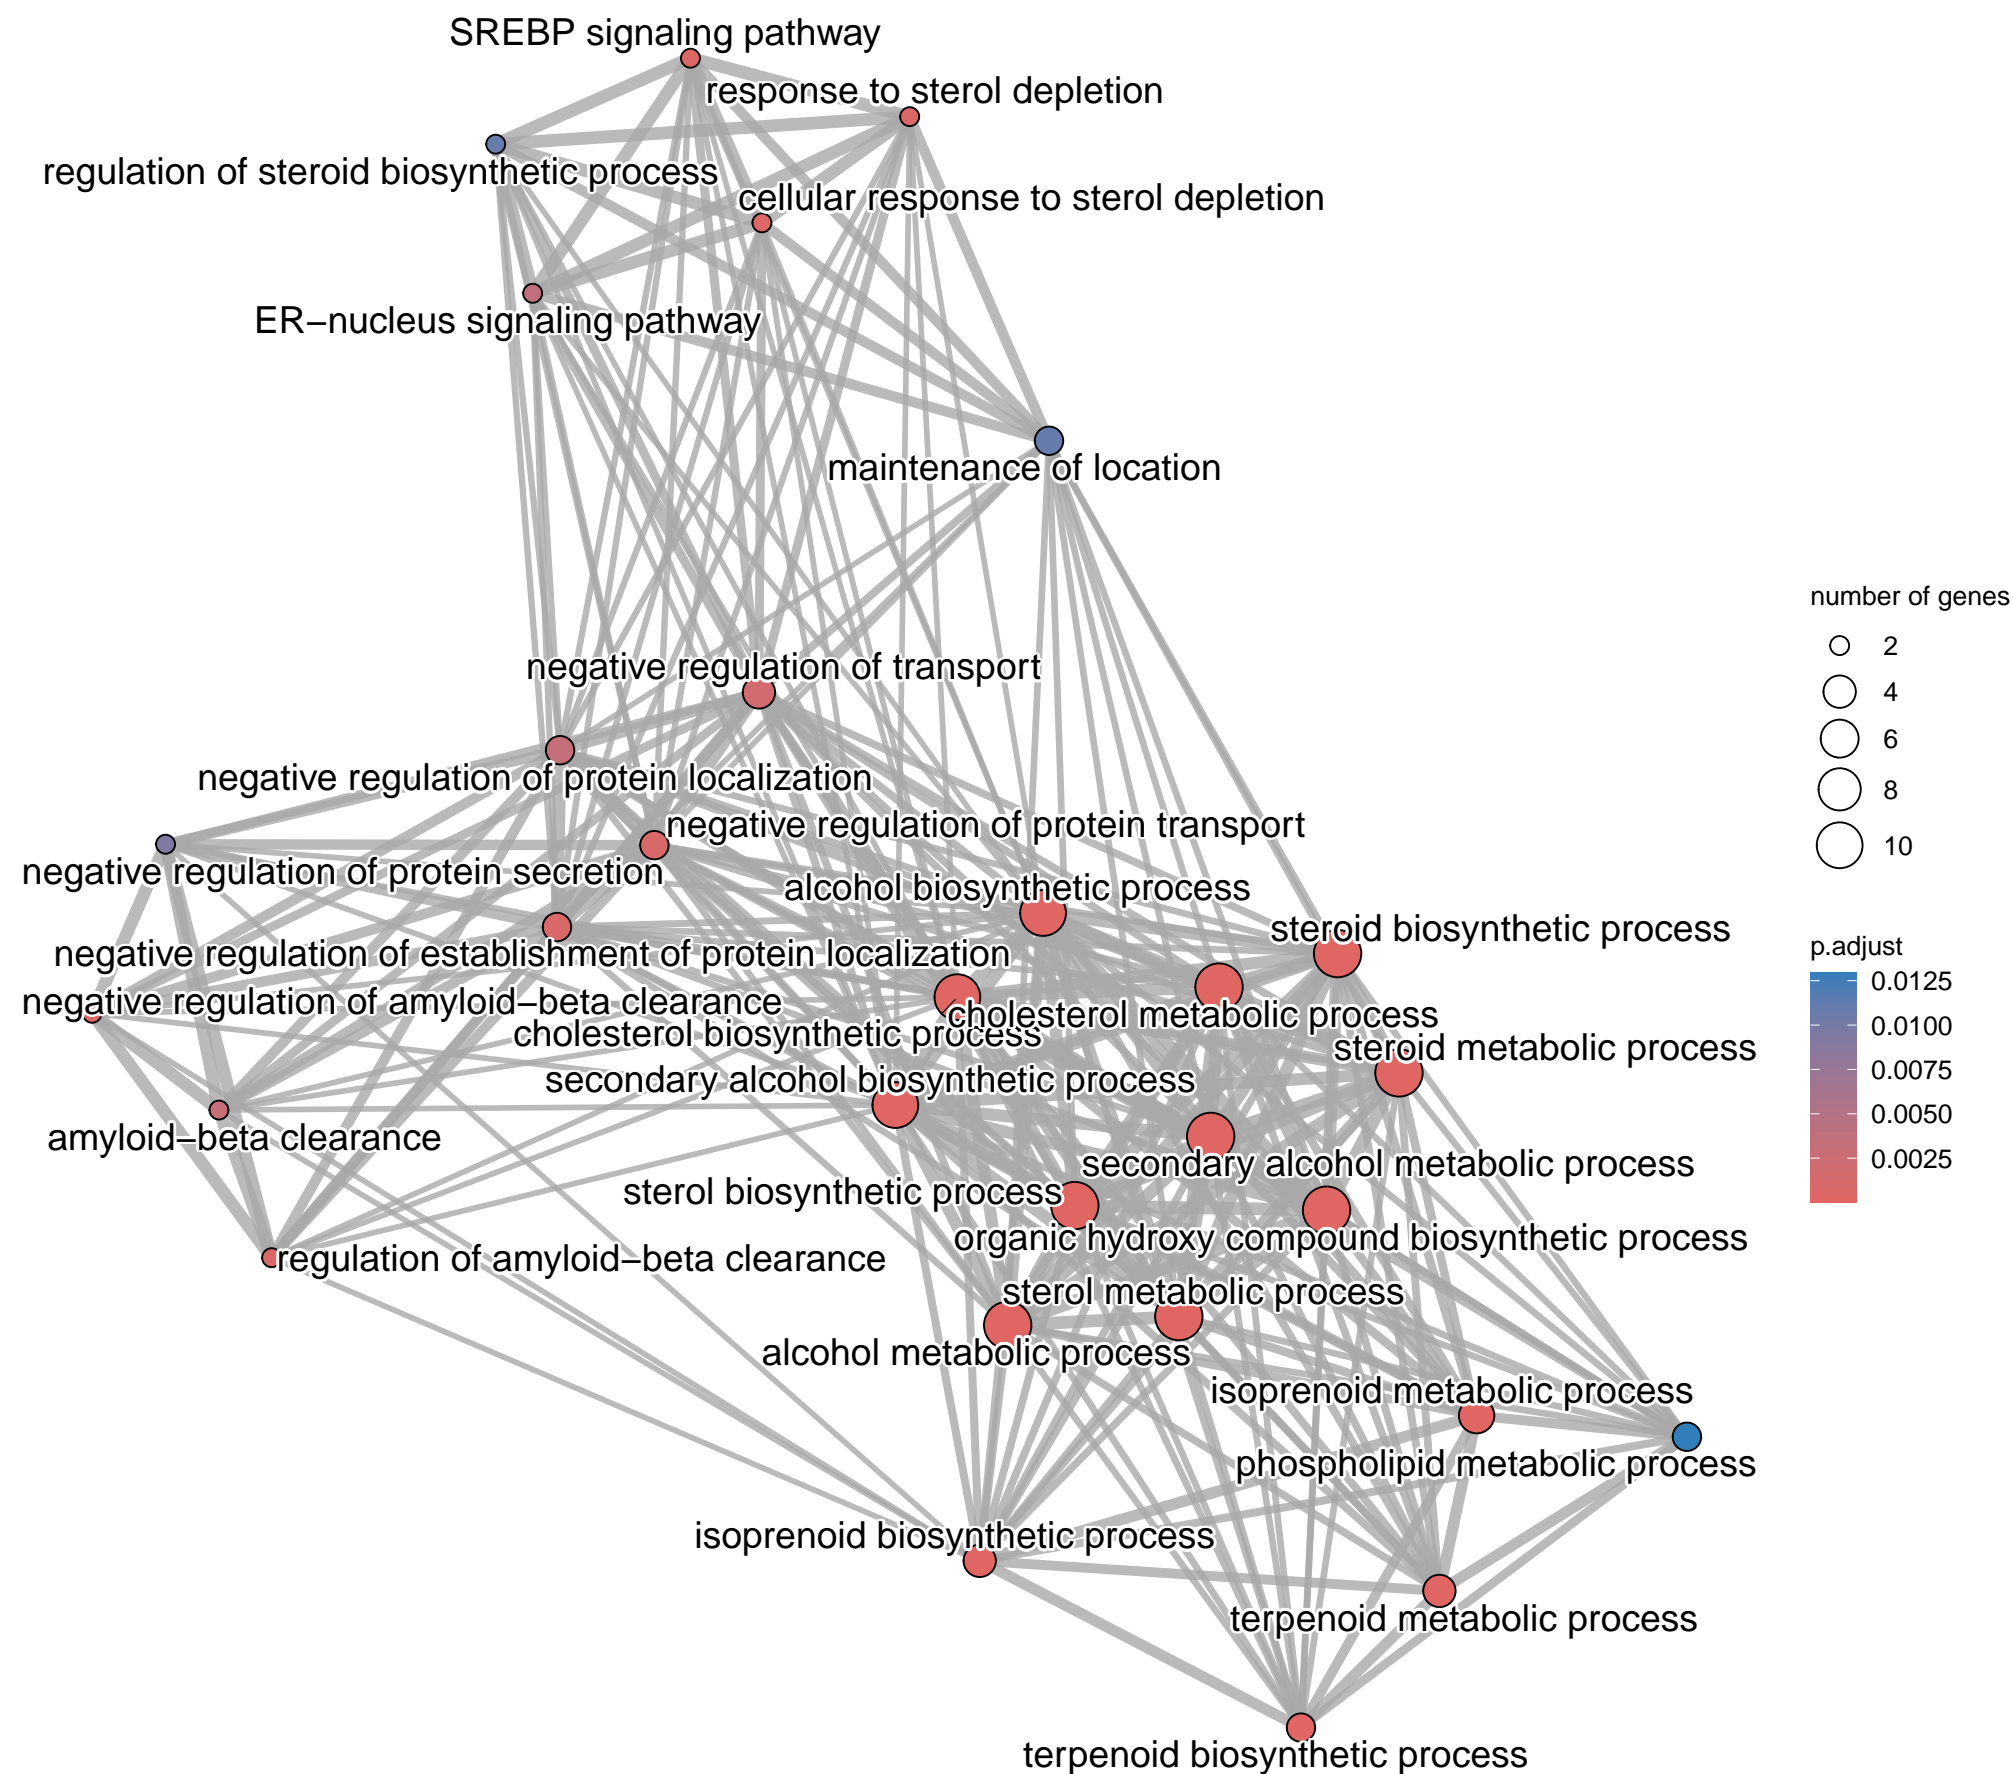 SREBP signaling pathway
response to sterol depletion
regulation of steroid biosynthetic process
cellular response to sterol depletion
ER−nucleus signaling pathway
maintenance of location
number of genes
2
4
negative regulation of transport
6
negative regulation of protein localization
8
negative regulation of protein transport
10
negative regulation of protein secretion
alcohol biosynthetic process
steroid biosynthetic process
negative regulation of establishment of protein localization
p.adjust
0.0125
negative regulation of amyloid−beta clearance
cholesterol metabolic process
0.0100
cholesterol biosynthetic process
steroid metabolic process
0.0075
secondary alcohol biosynthetic process
0.0050
amyloid−beta clearance
0.0025
secondary alcohol metabolic process
sterol biosynthetic process
organic hydroxy compound biosynthetic process
regulation of amyloid−beta clearance
sterol metabolic process
alcohol metabolic process
isoprenoid metabolic process
phospholipid metabolic process
isoprenoid biosynthetic process
terpenoid metabolic process
terpenoid biosynthetic process